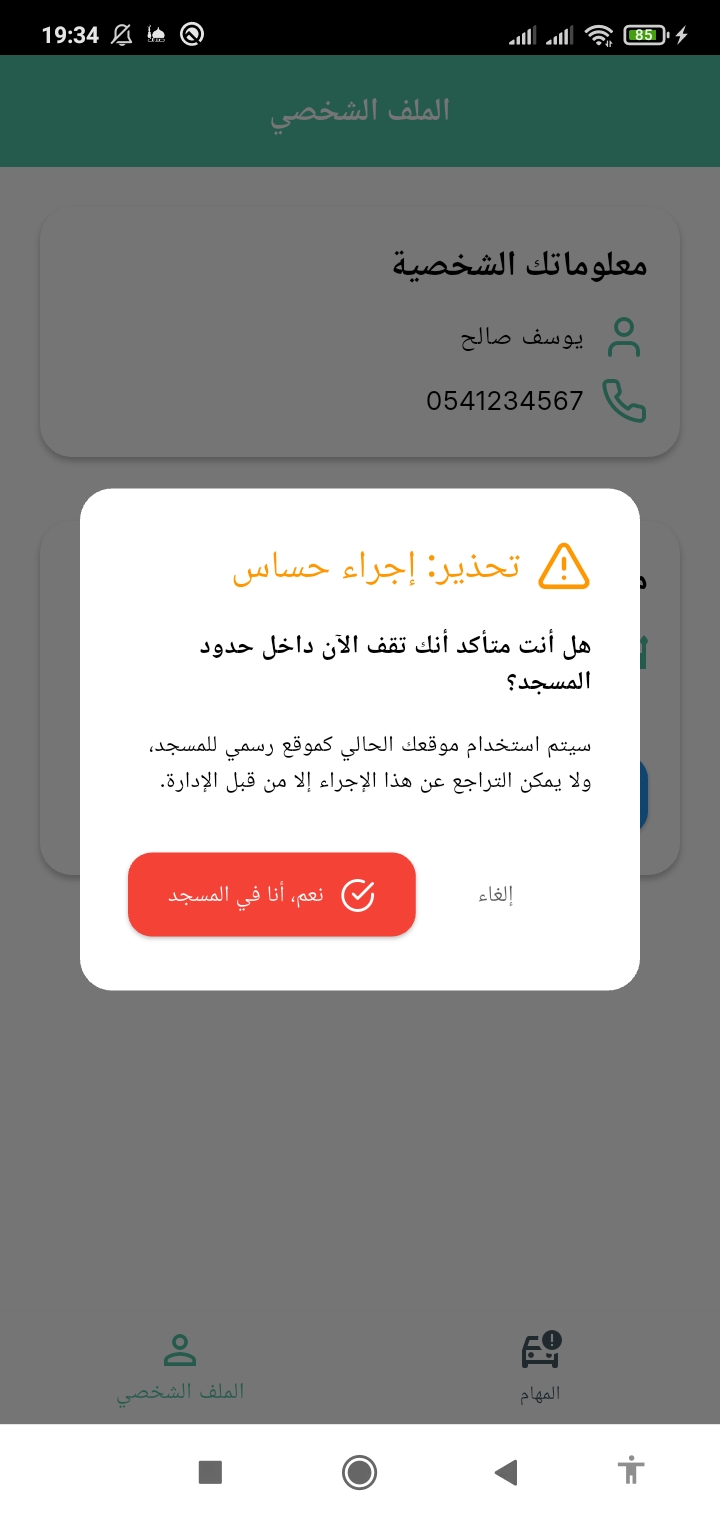 19:34
85
الملف الشخصي
معلوماتك الشخصية
يوسف صالح
0541234567
تحذير: إجراء حساس
هل أنت متأكد أنك تقف الآن داخل حدود
المسجد؟
سيتم استخدام موقعك الحالي كموقع رسمي للمسجد،
ولا يمكن التراجع عن هذا الإجراء إلا من قبل الإدارة.
إلغاء
نعم، أنا في المسجد
المهام
الملف الشخصي